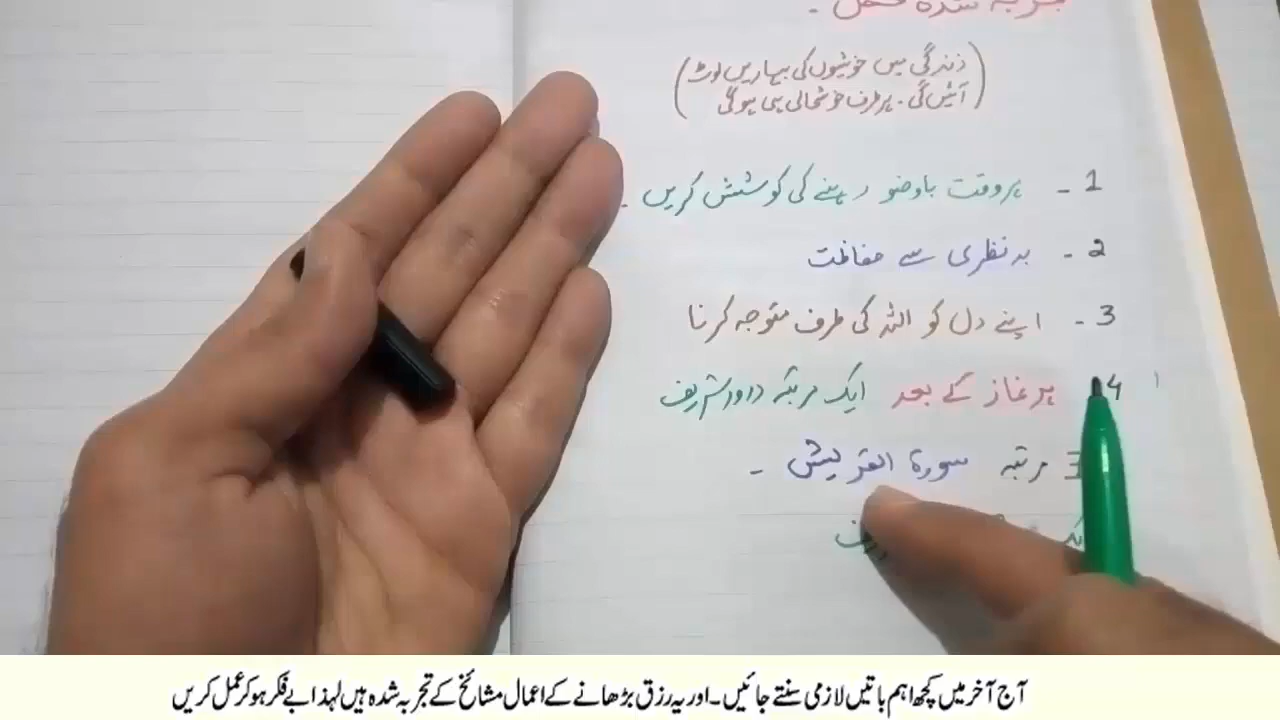 تجربہ شدہ عمل -
(زندگی میں خوشیوں کی بہاریں لوٹ
آئیں گی - ہر طرف خوشحالی ہی ہوگی)
1 - ہر وقت باوضو رہنے کی کوشش کریں -
2 - بد نظری سے حفاظت
3 - اپنے دل کو اللہ کی طرف متوجہ کرنا
4 ہر نماز کے بعد ایک مرتبہ درود شریف
3 مرتبہ سورۃ القریش -
آج آخر میں کچھ اہم باتیں لازمی سنتے جائیں۔ اور یہ رزق بڑھانے کے اعمال مشائخ کے تجربہ شدہ ہیں لہذا بے فکر ہو کر عمل کریں